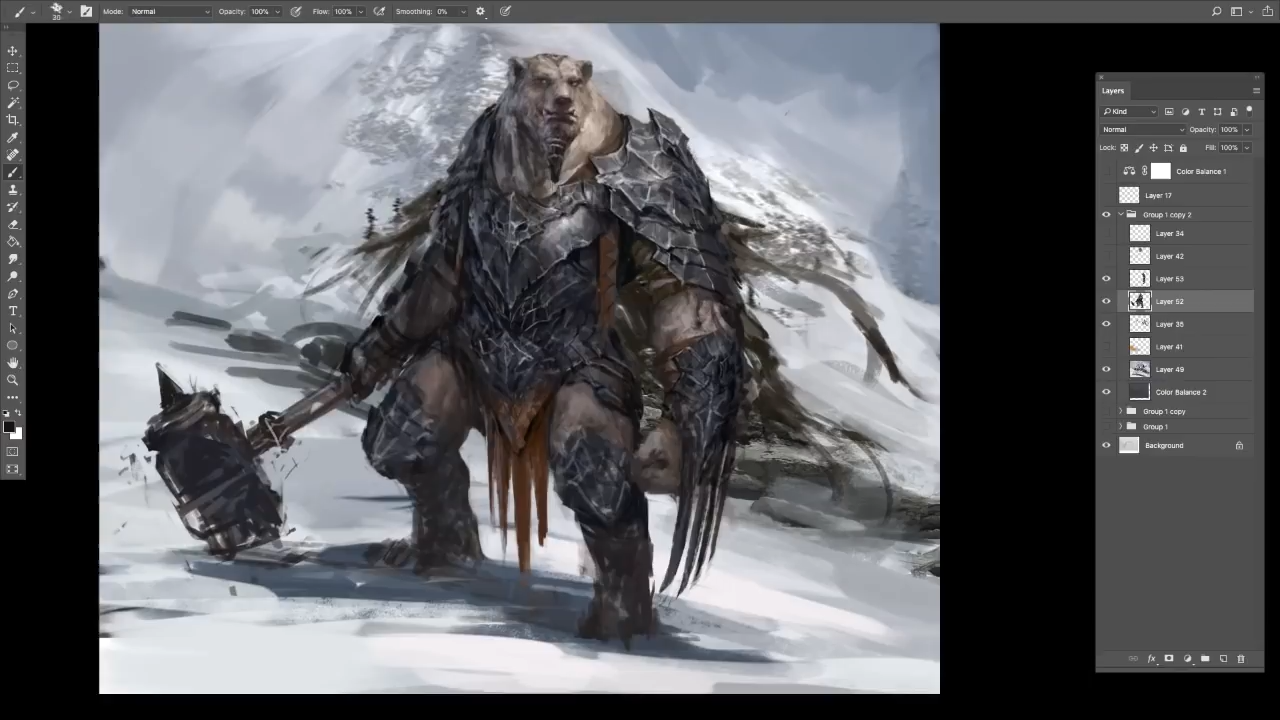 30 Mode: Normal Opacity: 100% Flow: 100% Smoothing: 0%
Layers
Kind
Normal Opacity: 100%
Lock: Fill: 100%
Color Balance 1
Layer 17
Group 1 copy 2
Layer 34
Layer 42
Layer 53
Layer 52
Layer 38
Layer 41
Layer 49
Color Balance 2
Group 1 copy
Group 1
Background